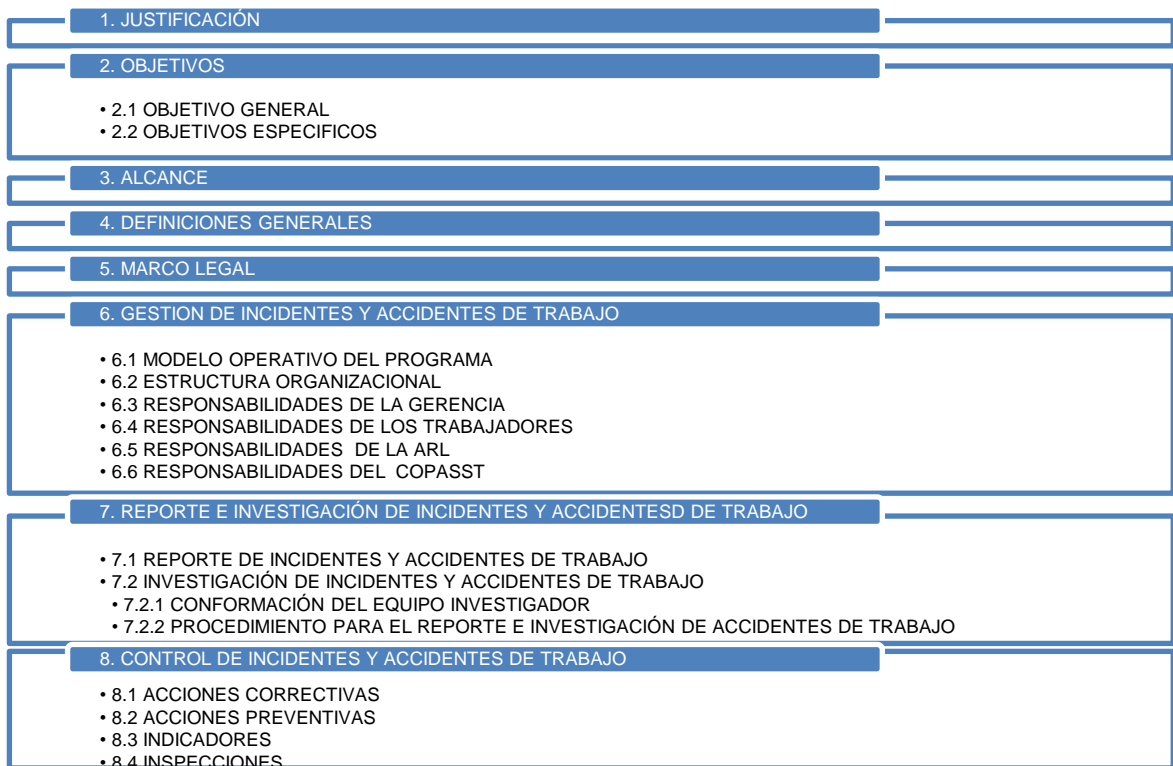 1. JUSTIFICACIÓN
2. OBJETIVOS
• 2.1 OBJETIVO GENERAL
• 2.2 OBJETIVOS ESPECIFICOS
3. ALCANCE
4. DEFINICIONES GENERALES
5. MARCO LEGAL
6. GESTION DE INCIDENTES Y ACCIDENTES DE TRABAJO
• 6.1 MODELO OPERATIVO DEL PROGRAMA
• 6.2 ESTRUCTURA ORGANIZACIONAL
• 6.3 RESPONSABILIDADES DE LA GERENCIA
• 6.4 RESPONSABILIDADES DE LOS TRABAJADORES
• 6.5 RESPONSABILIDADES DE LA ARL
• 6.6 RESPONSABILIDADES DEL COPASST
7. REPORTE E INVESTIGACIÓN DE INCIDENTES Y ACCIDENTESD DE TRABAJO
• 7.1 REPORTE DE INCIDENTES Y ACCIDENTES DE TRABAJO
• 7.2 INVESTIGACIÓN DE INCIDENTES Y ACCIDENTES DE TRABAJO
• 7.2.1 CONFORMACIÓN DEL EQUIPO INVESTIGADOR
• 7.2.2 PROCEDIMIENTO PARA EL REPORTE E INVESTIGACIÓN DE ACCIDENTES DE TRABAJO
8. CONTROL DE INCIDENTES Y ACCIDENTES DE TRABAJO
• 8.1 ACCIONES CORRECTIVAS
• 8.2 ACCIONES PREVENTIVAS
• 8.3 INDICADORES
• 8.4 INSPECCIONES